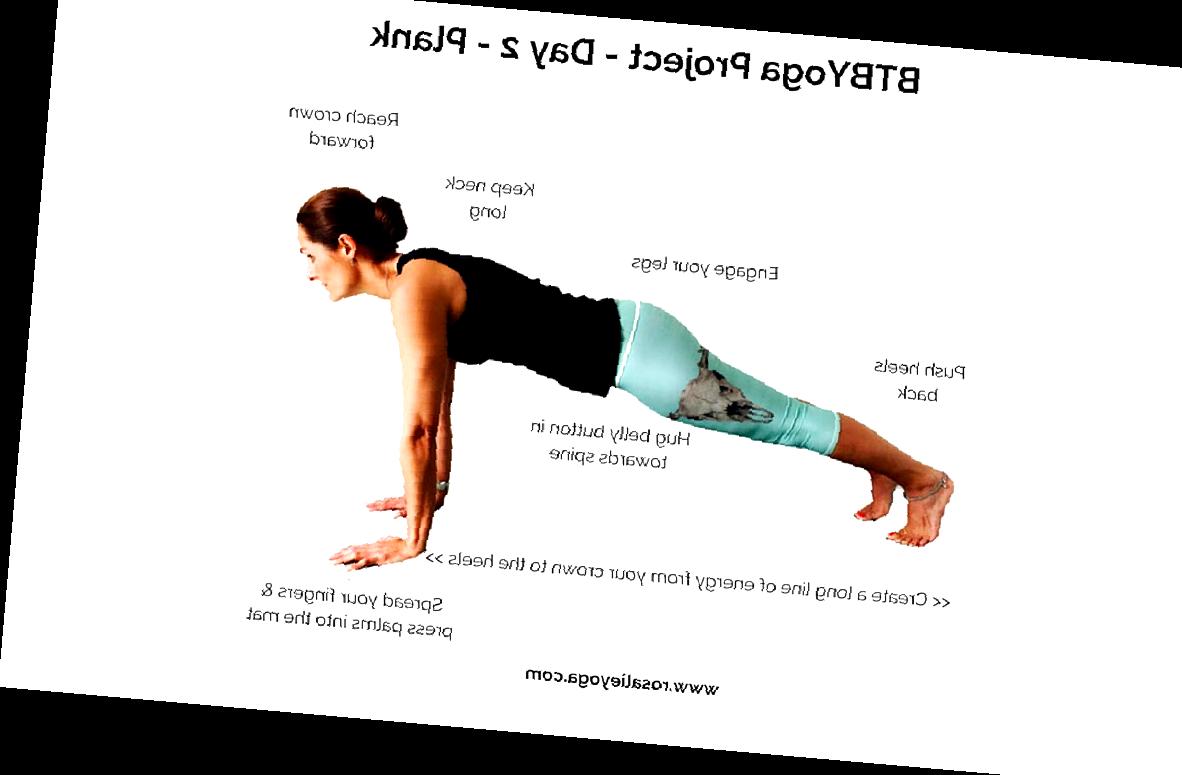 BTBYoga Project - Day 2 - Plank
Reach crown
forward
Keep neck
long
Engage your legs
Push heels
back
Hug belly button in
towards spine
<< Create a long line of energy from your crown to the heels >>
Spread your fingers &
press palms into the mat
www.rosalieyoga.com